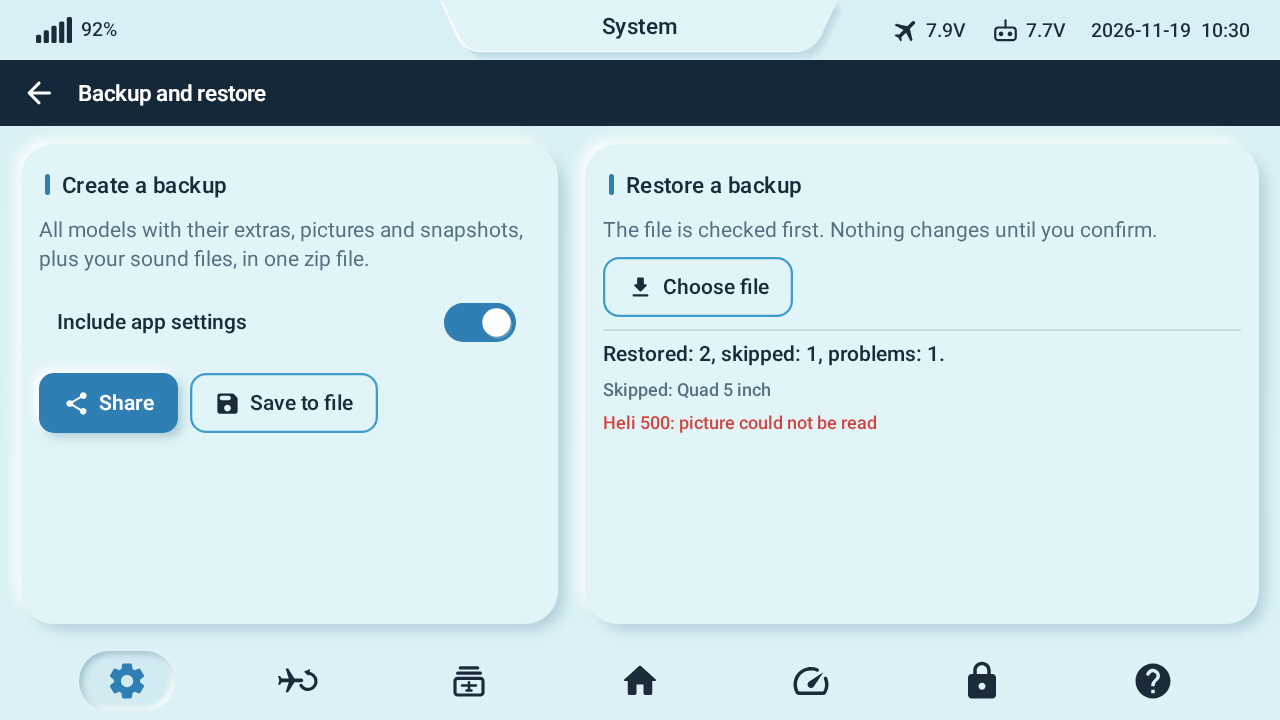 92%
System
7.9V
7.7V
2026-11-19 10:30
Backup and restore
Create a backup
All models with their extras, pictures and snapshots,
plus your sound files, in one zip file.
Include app settings
Share
Save to file
Restore a backup
The file is checked first. Nothing changes until you confirm.
Choose file
Restored: 2, skipped: 1, problems: 1.
Skipped: Quad 5 inch
Heli 500: picture could not be read